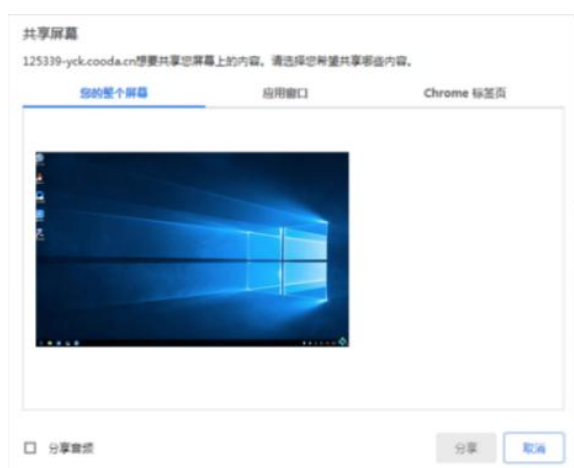 共享屏幕
125339-yck.cooda.cn想要共享您屏幕上的内容。请选择您希望共享哪些内容。
您的整个屏幕
应用窗口
Chrome 标签页
分享音频
分享
取消